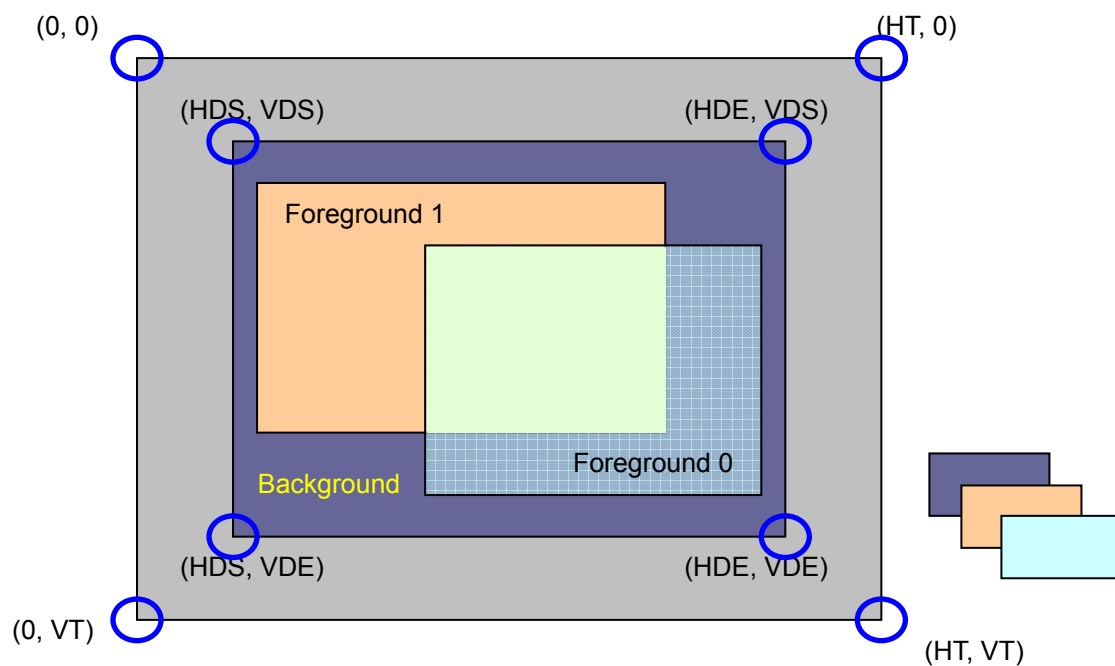 (0, 0)
(HT, 0)
(HDS, VDS)
(HDE, VDS)
Foreground 1
Foreground 0
Background
(HDS, VDE)
(HDE, VDE)
(0, VT)
(HT, VT)